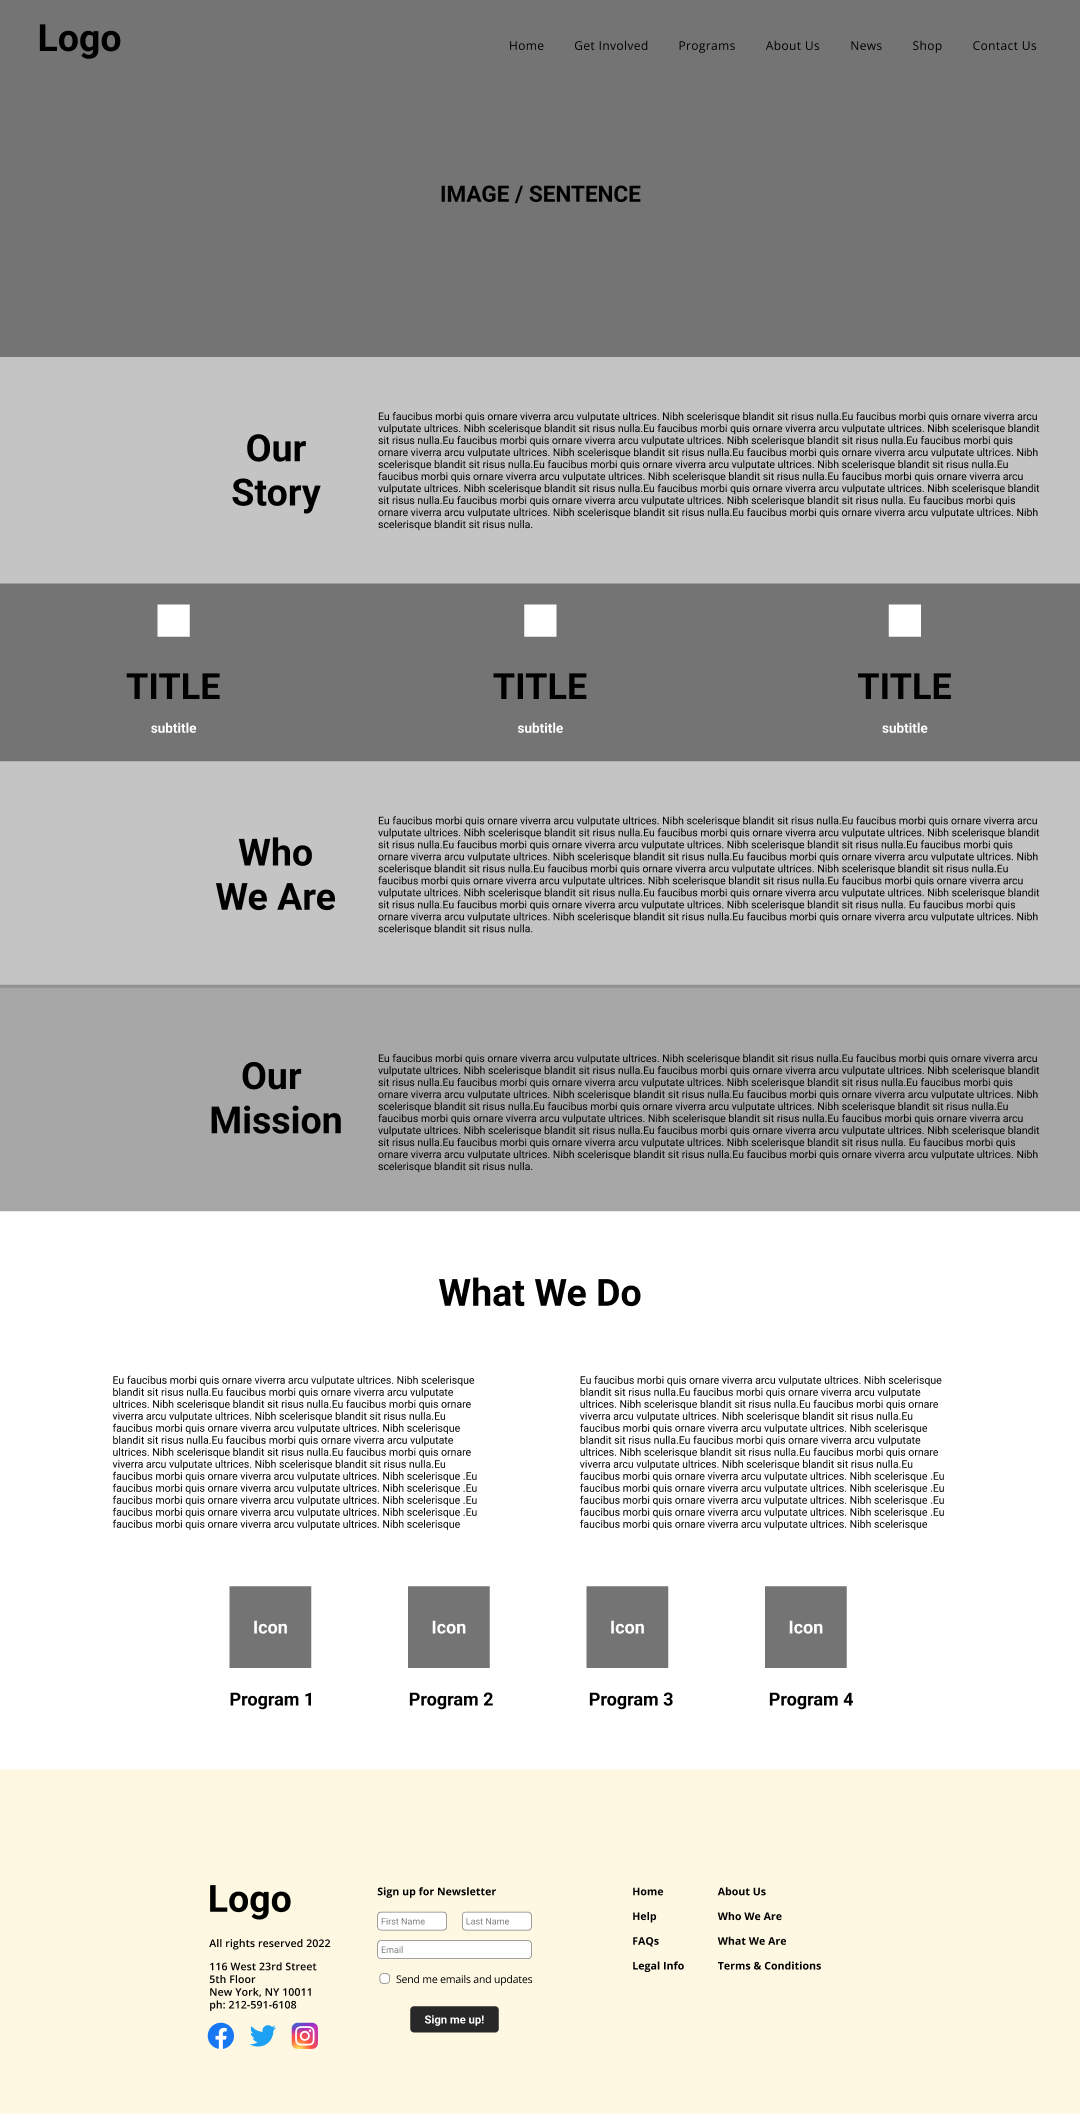 Logo
Home Get Involved Programs About Us News Shop Contact Us
IMAGE / SENTENCE
Our
Story
Eu faucibus morbi quis ornare viverra arcu vulputate ultrices. Nibh scelerisque blandit sit risus nulla.Eu faucibus morbi quis ornare viverra arcu
vulputate ultrices. Nibh scelerisque blandit sit risus nulla.Eu faucibus morbi quis ornare viverra arcu vulputate ultrices. Nibh scelerisque blandit
sit risus nulla.Eu faucibus morbi quis ornare viverra arcu vulputate ultrices. Nibh scelerisque blandit sit risus nulla.Eu faucibus morbi quis
ornare viverra arcu vulputate ultrices. Nibh scelerisque blandit sit risus nulla.Eu faucibus morbi quis ornare viverra arcu vulputate ultrices. Nibh
scelerisque blandit sit risus nulla.Eu faucibus morbi quis ornare viverra arcu vulputate ultrices. Nibh scelerisque blandit sit risus nulla.Eu
faucibus morbi quis ornare viverra arcu vulputate ultrices. Nibh scelerisque blandit sit risus nulla.Eu faucibus morbi quis ornare viverra arcu
vulputate ultrices. Nibh scelerisque blandit sit risus nulla.Eu faucibus morbi quis ornare viverra arcu vulputate ultrices. Nibh scelerisque blandit
sit risus nulla.Eu faucibus morbi quis ornare viverra arcu vulputate ultrices. Nibh scelerisque blandit sit risus nulla. Eu faucibus morbi quis
ornare viverra arcu vulputate ultrices. Nibh scelerisque blandit sit risus nulla.Eu faucibus morbi quis ornare viverra arcu vulputate ultrices. Nibh
scelerisque blandit sit risus nulla.
TITLE TITLE TITLE
subtitle subtitle subtitle
Who
We Are
Eu faucibus morbi quis ornare viverra arcu vulputate ultrices. Nibh scelerisque blandit sit risus nulla.Eu faucibus morbi quis ornare viverra arcu
vulputate ultrices. Nibh scelerisque blandit sit risus nulla.Eu faucibus morbi quis ornare viverra arcu vulputate ultrices. Nibh scelerisque blandit
sit risus nulla.Eu faucibus morbi quis ornare viverra arcu vulputate ultrices. Nibh scelerisque blandit sit risus nulla.Eu faucibus morbi quis
ornare viverra arcu vulputate ultrices. Nibh scelerisque blandit sit risus nulla.Eu faucibus morbi quis ornare viverra arcu vulputate ultrices. Nibh
scelerisque blandit sit risus nulla.Eu faucibus morbi quis ornare viverra arcu vulputate ultrices. Nibh scelerisque blandit sit risus nulla.Eu
faucibus morbi quis ornare viverra arcu vulputate ultrices. Nibh scelerisque blandit sit risus nulla.Eu faucibus morbi quis ornare viverra arcu
vulputate ultrices. Nibh scelerisque blandit sit risus nulla.Eu faucibus morbi quis ornare viverra arcu vulputate ultrices. Nibh scelerisque blandit
sit risus nulla.Eu faucibus morbi quis ornare viverra arcu vulputate ultrices. Nibh scelerisque blandit sit risus nulla. Eu faucibus morbi quis
ornare viverra arcu vulputate ultrices. Nibh scelerisque blandit sit risus nulla.Eu faucibus morbi quis ornare viverra arcu vulputate ultrices. Nibh
scelerisque blandit sit risus nulla.
Our
Mission
Eu faucibus morbi quis ornare viverra arcu vulputate ultrices. Nibh scelerisque blandit sit risus nulla.Eu faucibus morbi quis ornare viverra arcu
vulputate ultrices. Nibh scelerisque blandit sit risus nulla.Eu faucibus morbi quis ornare viverra arcu vulputate ultrices. Nibh scelerisque blandit
sit risus nulla.Eu faucibus morbi quis ornare viverra arcu vulputate ultrices. Nibh scelerisque blandit sit risus nulla.Eu faucibus morbi quis
ornare viverra arcu vulputate ultrices. Nibh scelerisque blandit sit risus nulla.Eu faucibus morbi quis ornare viverra arcu vulputate ultrices. Nibh
scelerisque blandit sit risus nulla.Eu faucibus morbi quis ornare viverra arcu vulputate ultrices. Nibh scelerisque blandit sit risus nulla.Eu
faucibus morbi quis ornare viverra arcu vulputate ultrices. Nibh scelerisque blandit sit risus nulla.Eu faucibus morbi quis ornare viverra arcu
vulputate ultrices. Nibh scelerisque blandit sit risus nulla.Eu faucibus morbi quis ornare viverra arcu vulputate ultrices. Nibh scelerisque blandit
sit risus nulla.Eu faucibus morbi quis ornare viverra arcu vulputate ultrices. Nibh scelerisque blandit sit risus nulla. Eu faucibus morbi quis
ornare viverra arcu vulputate ultrices. Nibh scelerisque blandit sit risus nulla.Eu faucibus morbi quis ornare viverra arcu vulputate ultrices. Nibh
scelerisque blandit sit risus nulla.
What We Do
Eu faucibus morbi quis ornare viverra arcu vulputate ultrices. Nibh scelerisque
blandit sit risus nulla.Eu faucibus morbi quis ornare viverra arcu vulputate
ultrices. Nibh scelerisque blandit sit risus nulla.Eu faucibus morbi quis ornare
viverra arcu vulputate ultrices. Nibh scelerisque blandit sit risus nulla.Eu
faucibus morbi quis ornare viverra arcu vulputate ultrices. Nibh scelerisque
blandit sit risus nulla.Eu faucibus morbi quis ornare viverra arcu vulputate
ultrices. Nibh scelerisque blandit sit risus nulla.Eu faucibus morbi quis ornare
viverra arcu vulputate ultrices. Nibh scelerisque blandit sit risus nulla.Eu
faucibus morbi quis ornare viverra arcu vulputate ultrices. Nibh scelerisque .Eu
faucibus morbi quis ornare viverra arcu vulputate ultrices. Nibh scelerisque .Eu
faucibus morbi quis ornare viverra arcu vulputate ultrices. Nibh scelerisque .Eu
faucibus morbi quis ornare viverra arcu vulputate ultrices. Nibh scelerisque .Eu
faucibus morbi quis ornare viverra arcu vulputate ultrices. Nibh scelerisque
Eu faucibus morbi quis ornare viverra arcu vulputate ultrices. Nibh scelerisque
blandit sit risus nulla.Eu faucibus morbi quis ornare viverra arcu vulputate
ultrices. Nibh scelerisque blandit sit risus nulla.Eu faucibus morbi quis ornare
viverra arcu vulputate ultrices. Nibh scelerisque blandit sit risus nulla.Eu
faucibus morbi quis ornare viverra arcu vulputate ultrices. Nibh scelerisque
blandit sit risus nulla.Eu faucibus morbi quis ornare viverra arcu vulputate
ultrices. Nibh scelerisque blandit sit risus nulla.Eu faucibus morbi quis ornare
viverra arcu vulputate ultrices. Nibh scelerisque blandit sit risus nulla.Eu
faucibus morbi quis ornare viverra arcu vulputate ultrices. Nibh scelerisque .Eu
faucibus morbi quis ornare viverra arcu vulputate ultrices. Nibh scelerisque .Eu
faucibus morbi quis ornare viverra arcu vulputate ultrices. Nibh scelerisque .Eu
faucibus morbi quis ornare viverra arcu vulputate ultrices. Nibh scelerisque .Eu
faucibus morbi quis ornare viverra arcu vulputate ultrices. Nibh scelerisque
Icon Icon Icon Icon
Program 1 Program 2 Program 3 Program 4
Logo
All rights reserved 2022
116 West 23rd Street
5th Floor
New York, NY 10011
ph: 212-591-6108
Sign up for Newsletter
First Name Last Name
Email
Send me emails and updates
Sign me up!
Home
Help
FAQs
Legal Info
About Us
Who We Are
What We Are
Terms & Conditions